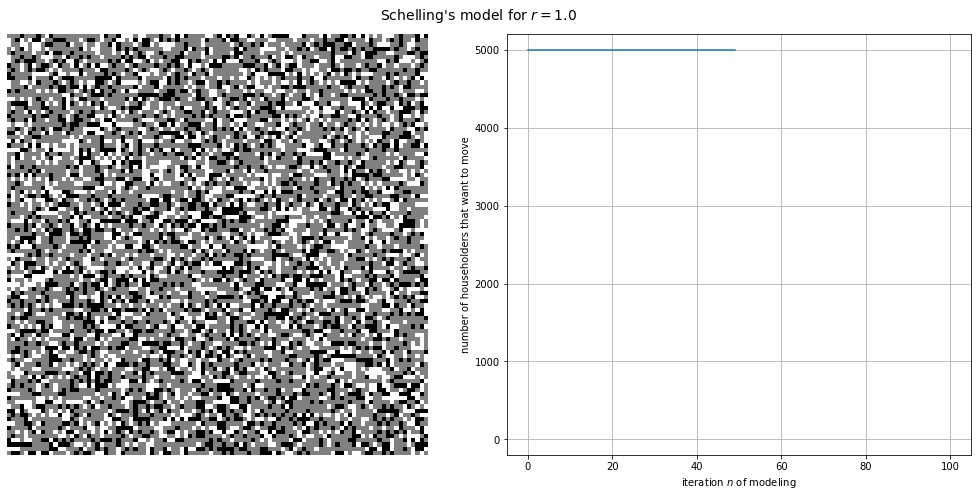 Schelling's model for r = 1.0
number of householders that want to move
5000
4000
3000
2000
1000
0
0 20 40 60 80 100
iteration n of modeling